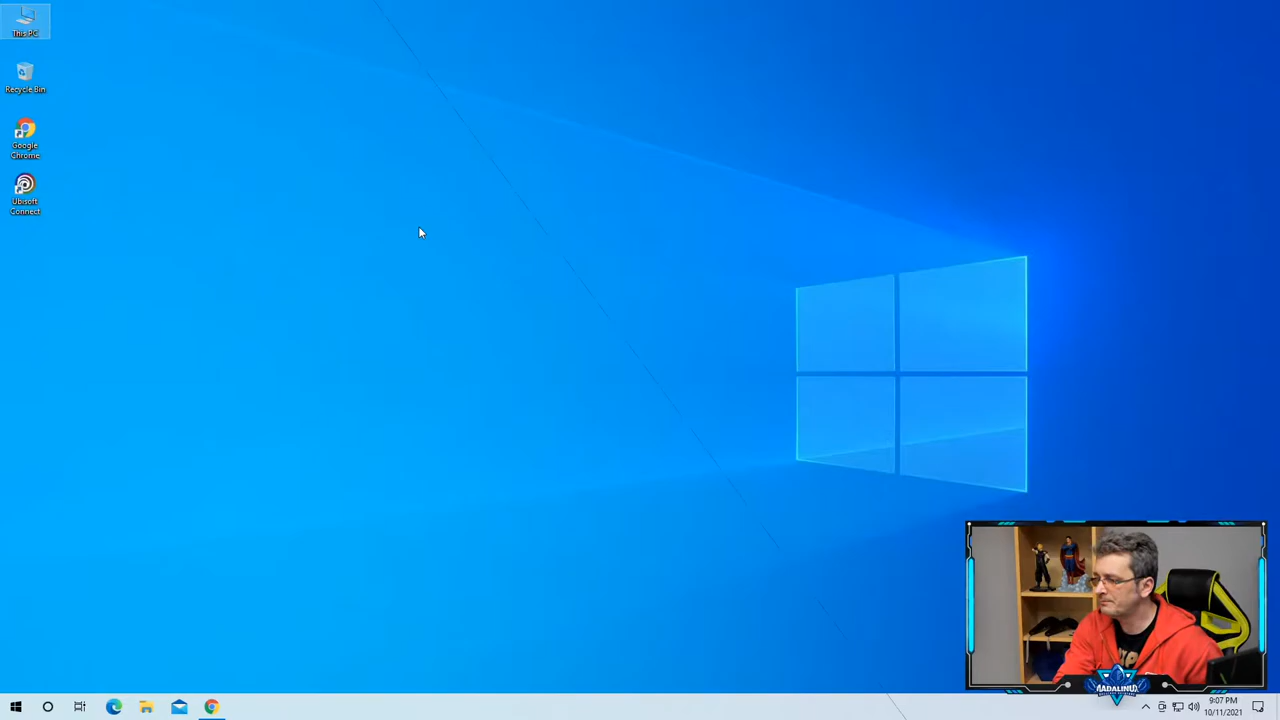 This PC
Recycle Bin
Google
Chrome
Ubisoft
Connect
9:07 PM
10/11/2021